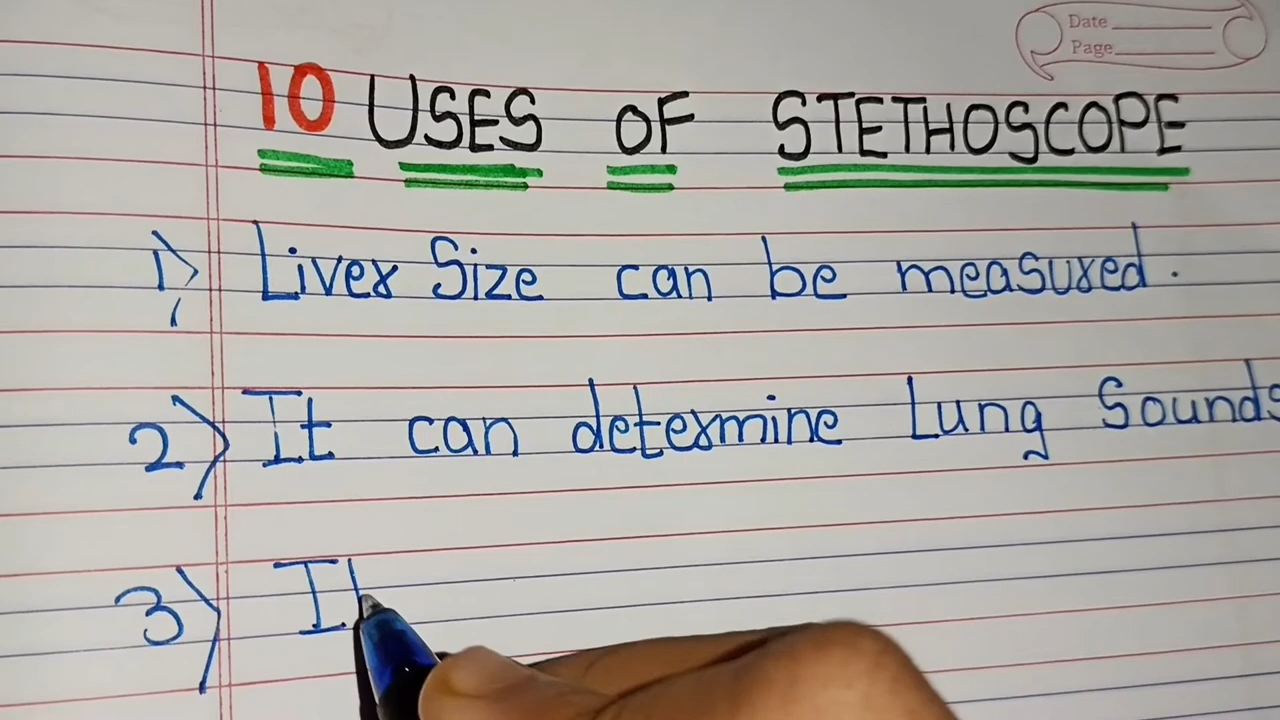 Date
Page
10 USES OF STETHOSCOPE
1) Liver Size can be measured.
2) It can determine Lung Sounds
3) I